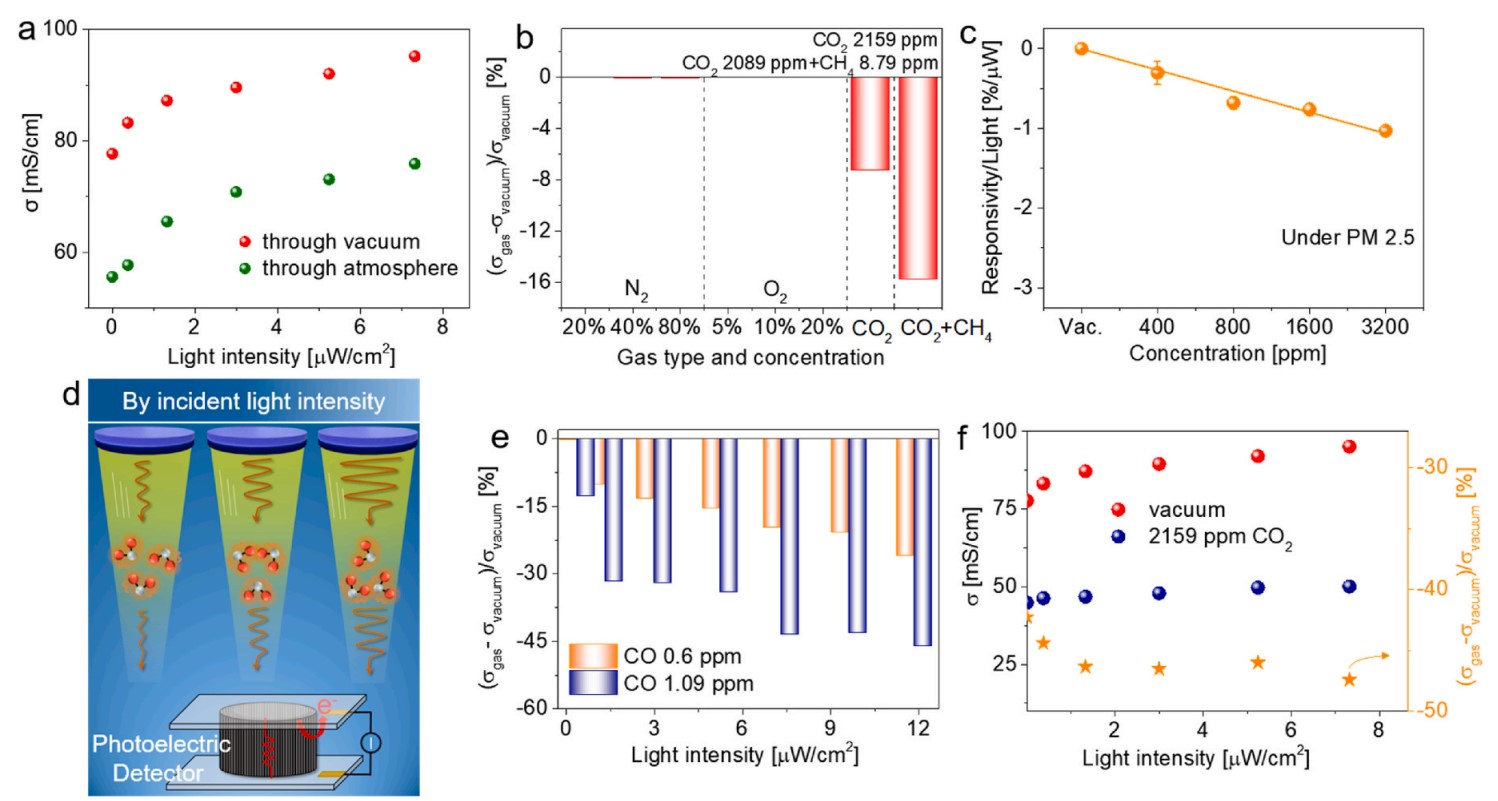 a
100
80
60
σ [mS/cm]
through vacuum
through atmosphere
0 2 4 6 8
Light intensity [μW/cm²]
b
CO₂ 2159 ppm
CO₂ 2089 ppm+CH₄ 8.79 ppm
0
-4
-8
-12
-16
(σgas-σvacuum)/σvacuum [%]
N₂ O₂
20% 40% 80% 5% 10% 20% CO₂ CO₂+CH₄
Gas type and concentration
c
0
-1
-2
-3
Responsivity/Light [%/μW]
Under PM 2.5
Vac. 400 800 1600 3200
Concentration [ppm]
d
By incident light intensity
e⁻
I
Photoelectric
Detector
e
0
-15
-30
-45
-60
(σgas- σvacuum)/σvacuum [%]
CO 0.6 ppm
CO 1.09 ppm
0 3 6 9 12
Light intensity [μW/cm²]
f
100
75
50
25
σ [mS/cm]
vacuum
2159 ppm CO₂
-30
-40
-50
(σgas-σvacuum)/σvacuum [%]
2 4 6 8
Light intensity [μW/cm²]